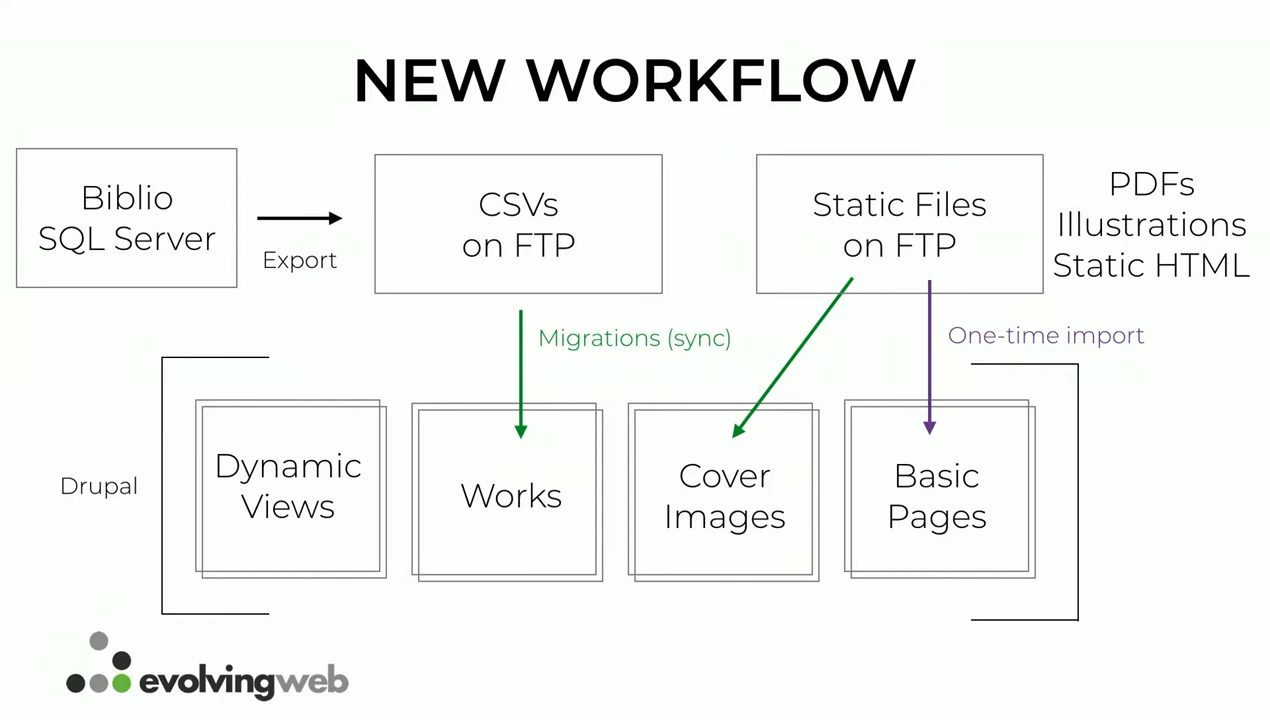 NEW WORKFLOW
Biblio
SQL Server
Export
CSVs
on FTP
Static Files
on FTP
PDFs
Illustrations
Static HTML
Migrations (sync)
One-time import
Drupal
Dynamic
Views
Works
Cover
Images
Basic
Pages
evolvingweb